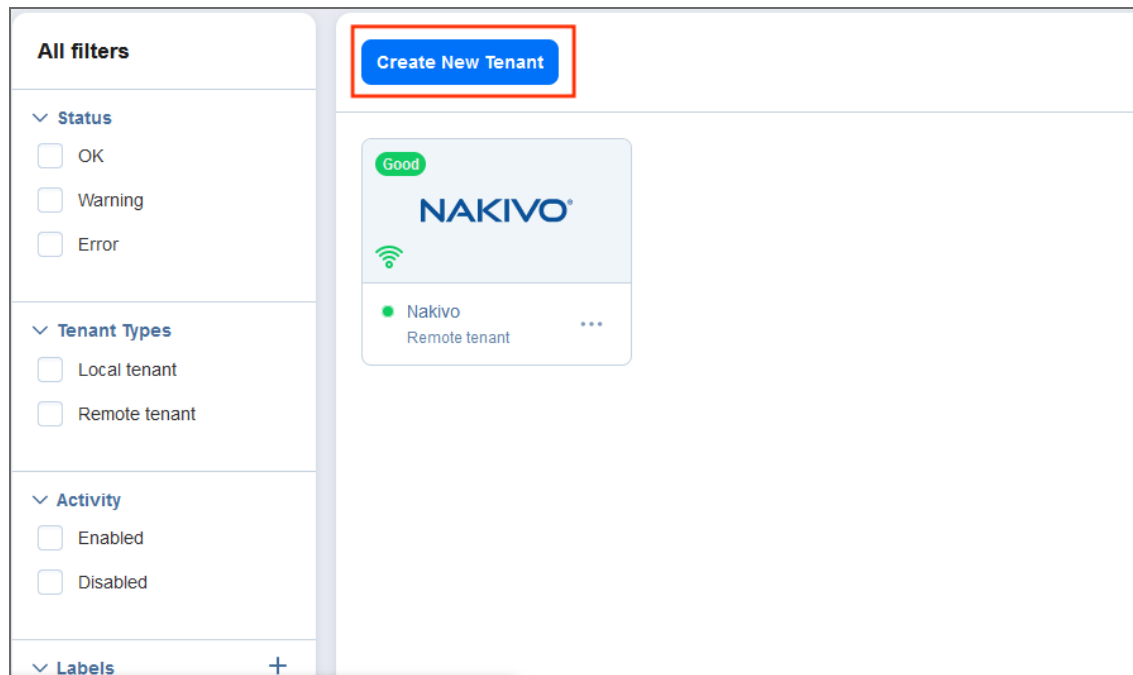 All filters
Status
OK
Warning
Error
Tenant Types
Local tenant
Remote tenant
Activity
Enabled
Disabled
Labels
Create New Tenant
Good
NAKIVO®
Nakivo
Remote tenant